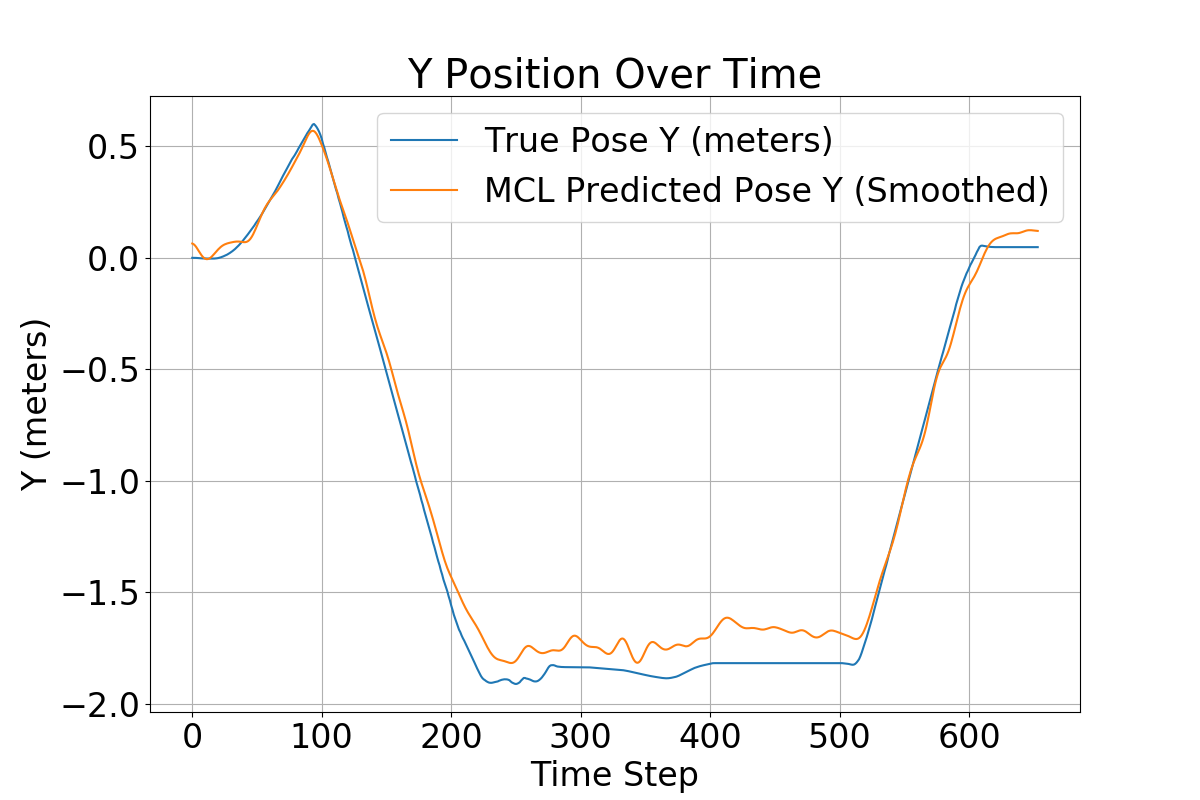 Y Position Over Time
True Pose Y (meters)
MCL Predicted Pose Y (Smoothed)
Y (meters)
0.5
0.0
−0.5
−1.0
−1.5
−2.0
0 100 200 300 400 500 600
Time Step